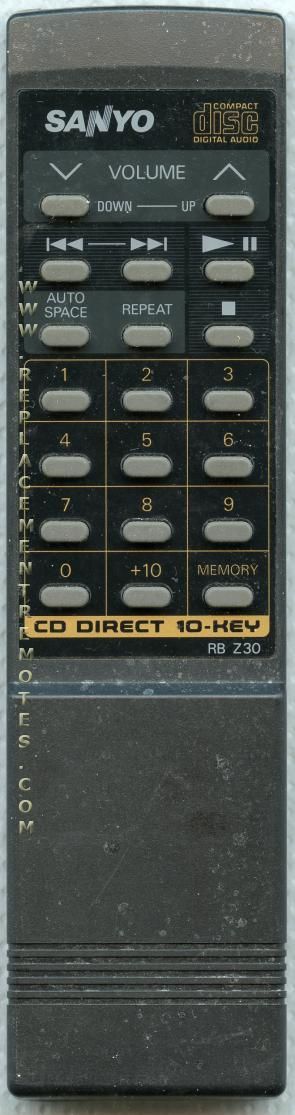 SANYO
COMPACT
disc
DIGITAL AUDIO
VOLUME
DOWN UP
AUTO
SPACE
REPEAT
1 2 3
4 5 6
7 8 9
0 +10 MEMORY
CD DIRECT 10-KEY
RB Z30
WWW.REPLACEMENTREMOTES.COM